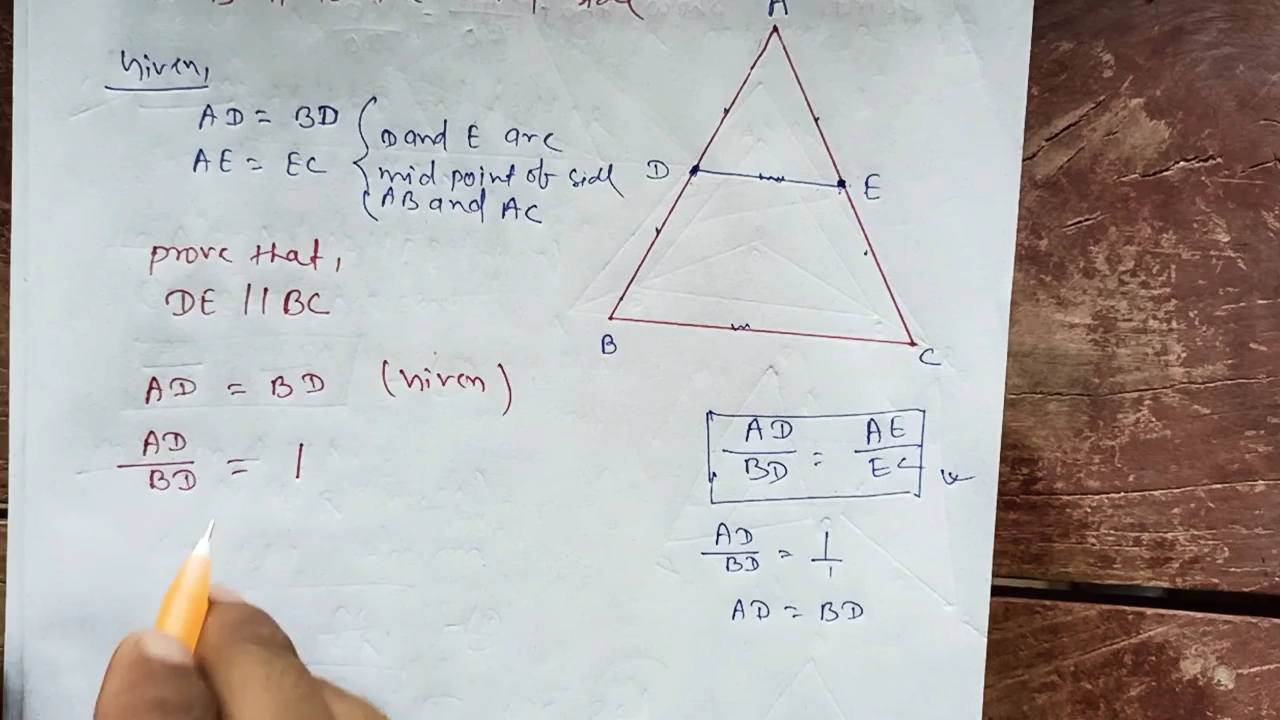 Given,
AD = BD
AE = EC
D and E are
mid point of side
AB and AC
prove that,
DE || BC
AD = BD (Given)
AD
BD = 1
A
D
E
B
C
AD AE
BD = EC
AD 1
BD = 1
AD = BD